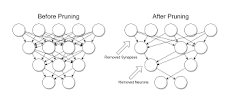 Before Pruning
After Pruning
Removed Synapses
Removed Neurons